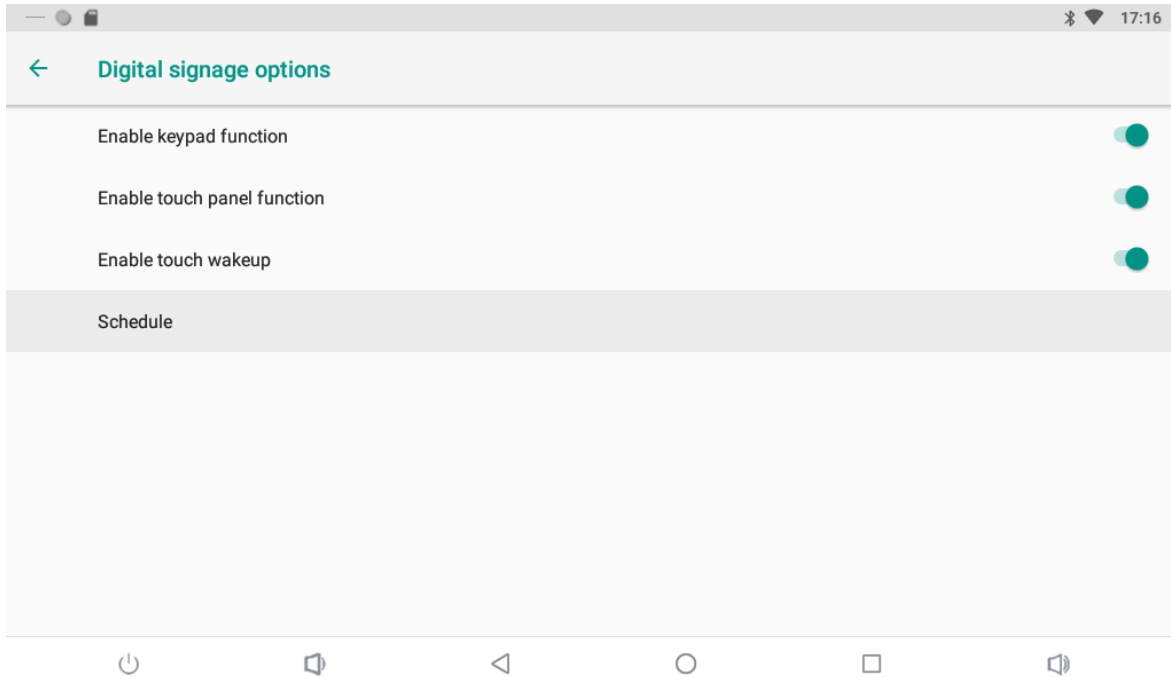 17:16
Digital signage options
Enable keypad function
Enable touch panel function
Enable touch wakeup
Schedule